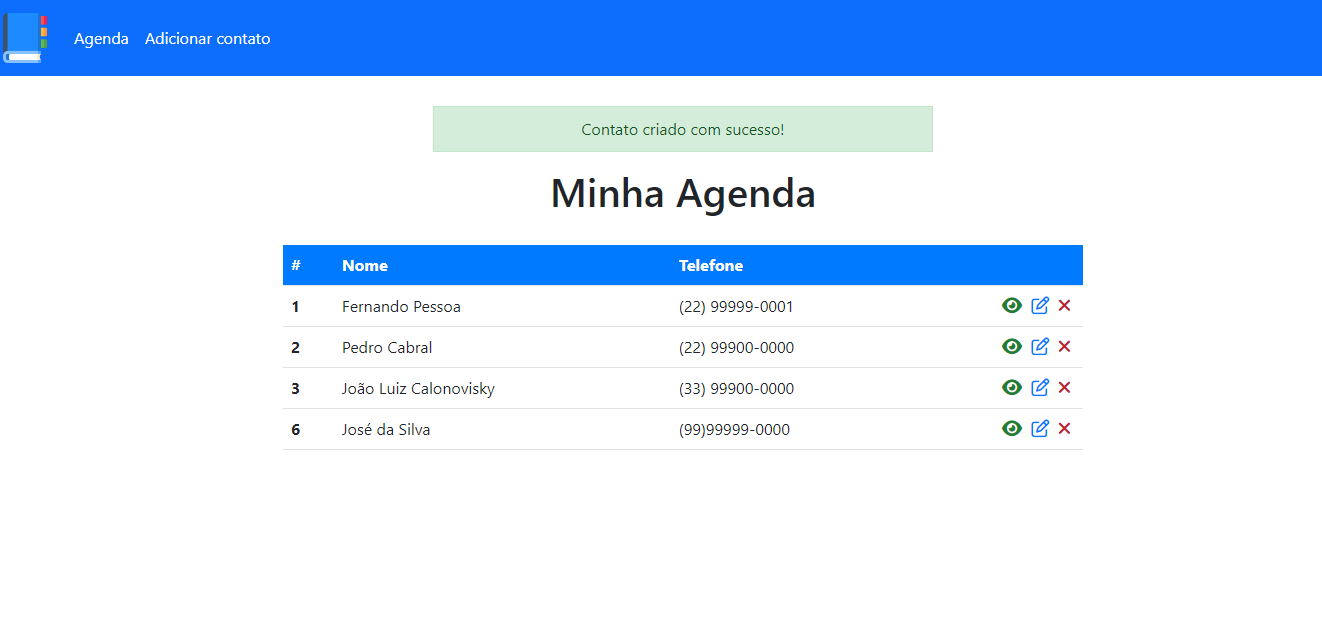 Agenda Adicionar contato
Contato criado com sucesso!
Minha Agenda
# Nome Telefone
1 Fernando Pessoa (22) 99999-0001
2 Pedro Cabral (22) 99900-0000
3 João Luiz Calonovisky (33) 99900-0000
6 José da Silva (99)99999-0000